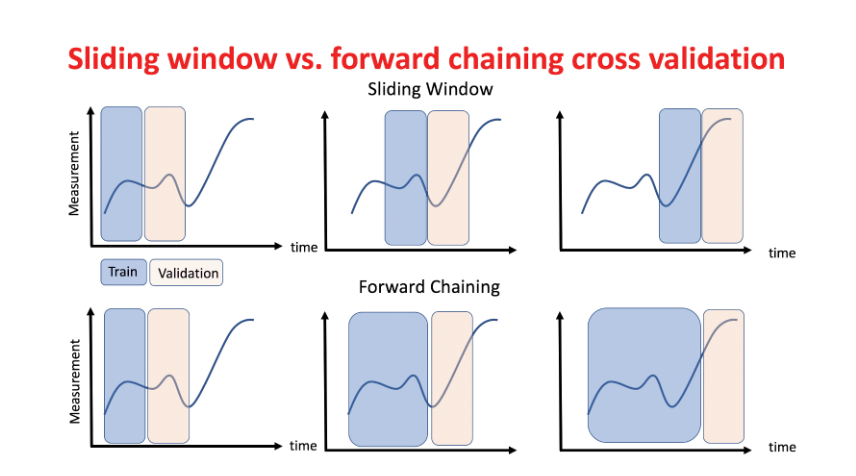 Sliding window vs. forward chaining cross validation
Sliding Window
Measurement
time
time
Train
Validation
Forward Chaining
Measurement
time
time